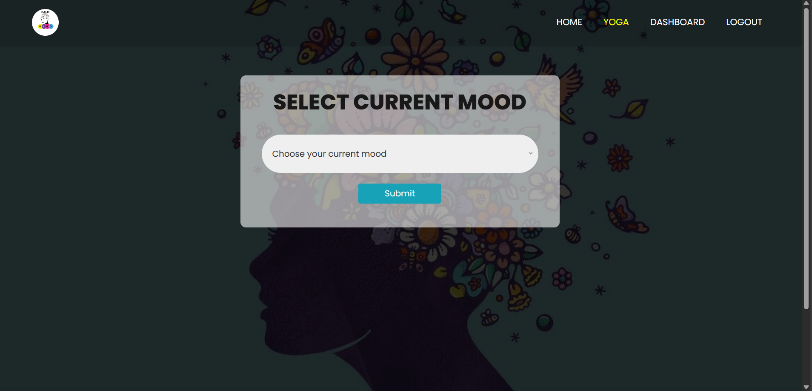 HOME YOGA DASHBOARD LOGOUT
SELECT CURRENT MOOD
Choose your current mood
Submit